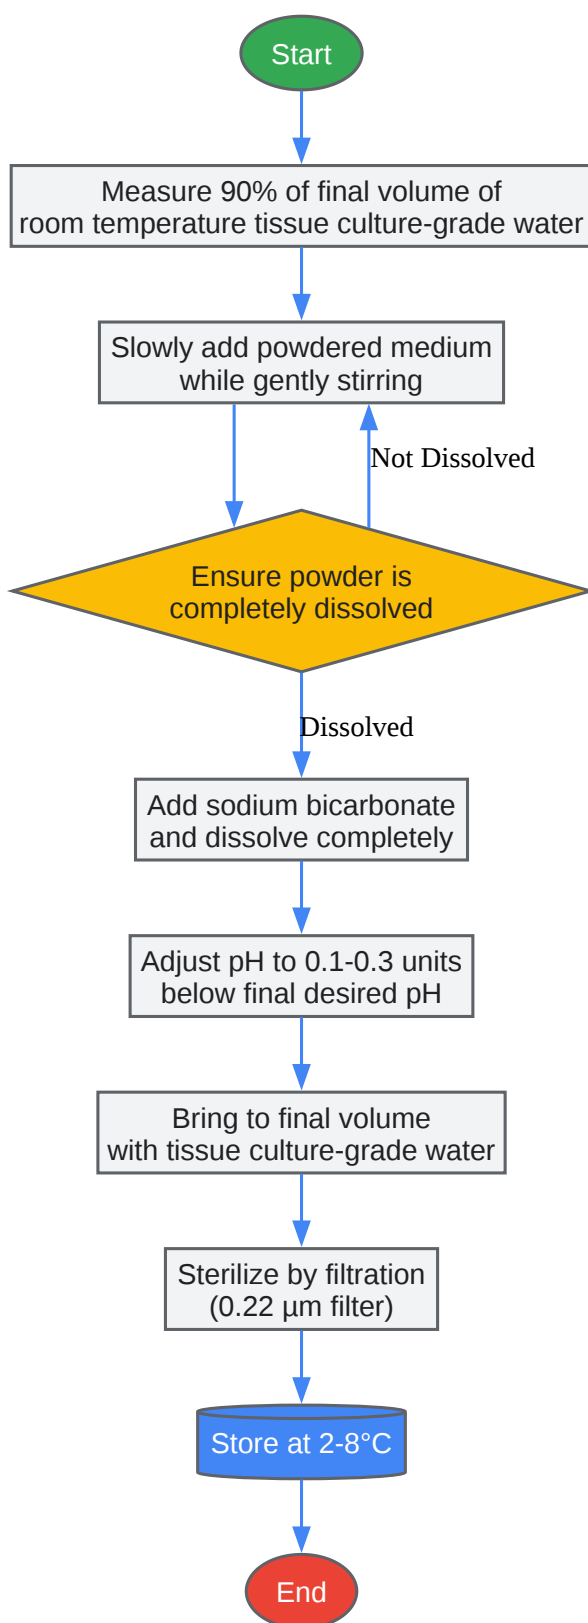 Start
Measure 90% of final volume of
room temperature tissue culture-grade water
Slowly add powdered medium
while gently stirring
Not Dissolved
Ensure powder is
completely dissolved
Dissolved
Add sodium bicarbonate
and dissolve completely
Adjust pH to 0.1-0.3 units
below final desired pH
Bring to final volume
with tissue culture-grade water
Sterilize by filtration
(0.22 µm filter)
Store at 2-8°C
End